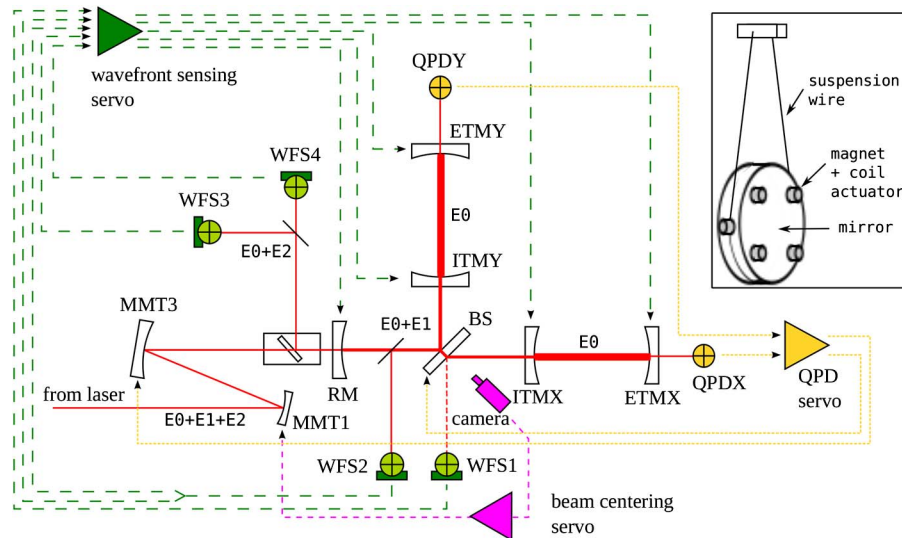 wavefront sensing
servo
QPDY
ETMY
WFS4
WFS3
E0
E0+E2
ITMY
MMT3
E0+E1
BS
E0
from laser
E0+E1+E2
MMT1
RM
ITMX
ETMX
QPDX
QPD
servo
camera
WFS2
WFS1
beam centering
servo
suspension
wire
magnet
+ coil
actuator
mirror